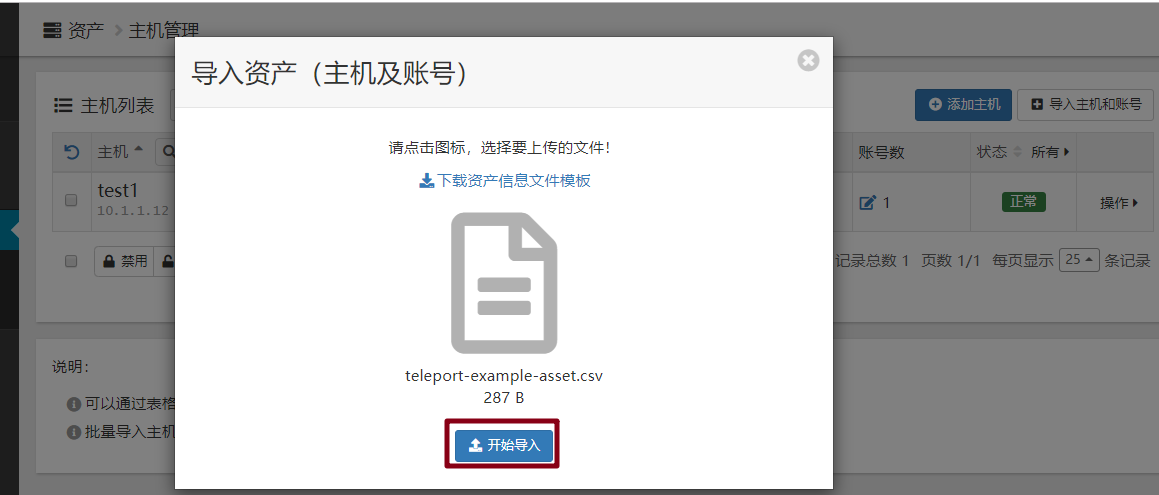 资产 > 主机管理
导入资产（主机及账号）
主机列表
添加主机
导入主机和账号
请点击图标，选择要上传的文件！
下载资产信息文件模板
主机
账号数
状态
所有
test1
10.1.1.12
1
正常
操作
禁用
记录总数 1 页数 1/1 每页显示 25 条记录
teleport-example-asset.csv
287 B
开始导入
说明：
可以通过表格
批量导入主机